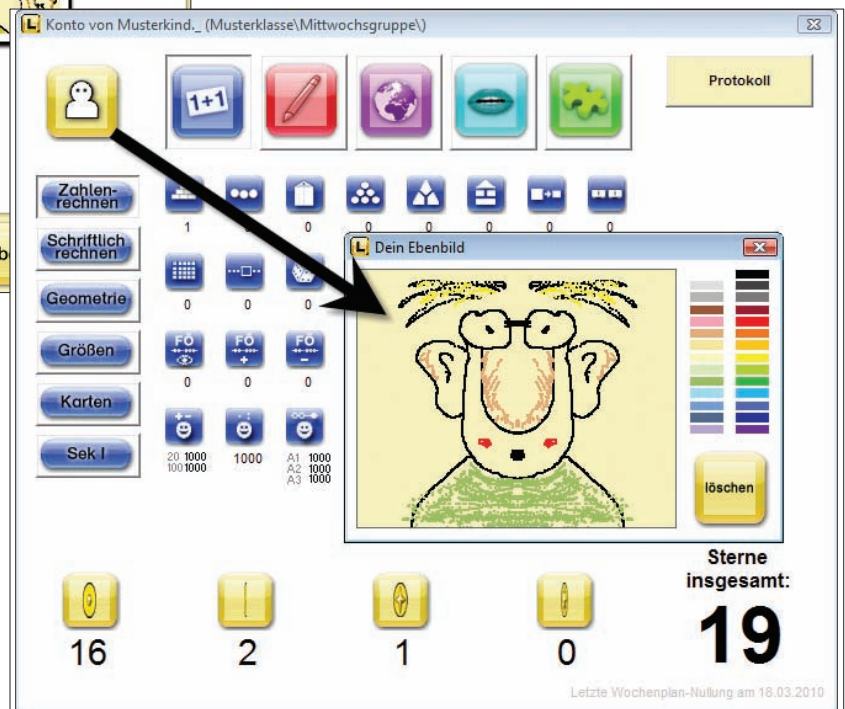 Konto von Musterkind._ (Musterklasse\Mittwochsgruppe\)
1+1
Protokoll
Zahlen-
rechnen
Schriftlich
rechnen
Geometrie
Größen
Karten
Sek I
1 0 0 0 0 0 0
Dein Ebenbild
0 0 0
FÖ FÖ FÖ
+ -
0 0 0
20 1000
100 1000
1000
A1 1000
A2 1000
A3 1000
löschen
Sterne
insgesamt:
19
16 2 1 0
Letzte Wochenplan-Nullung am 18.03.2010